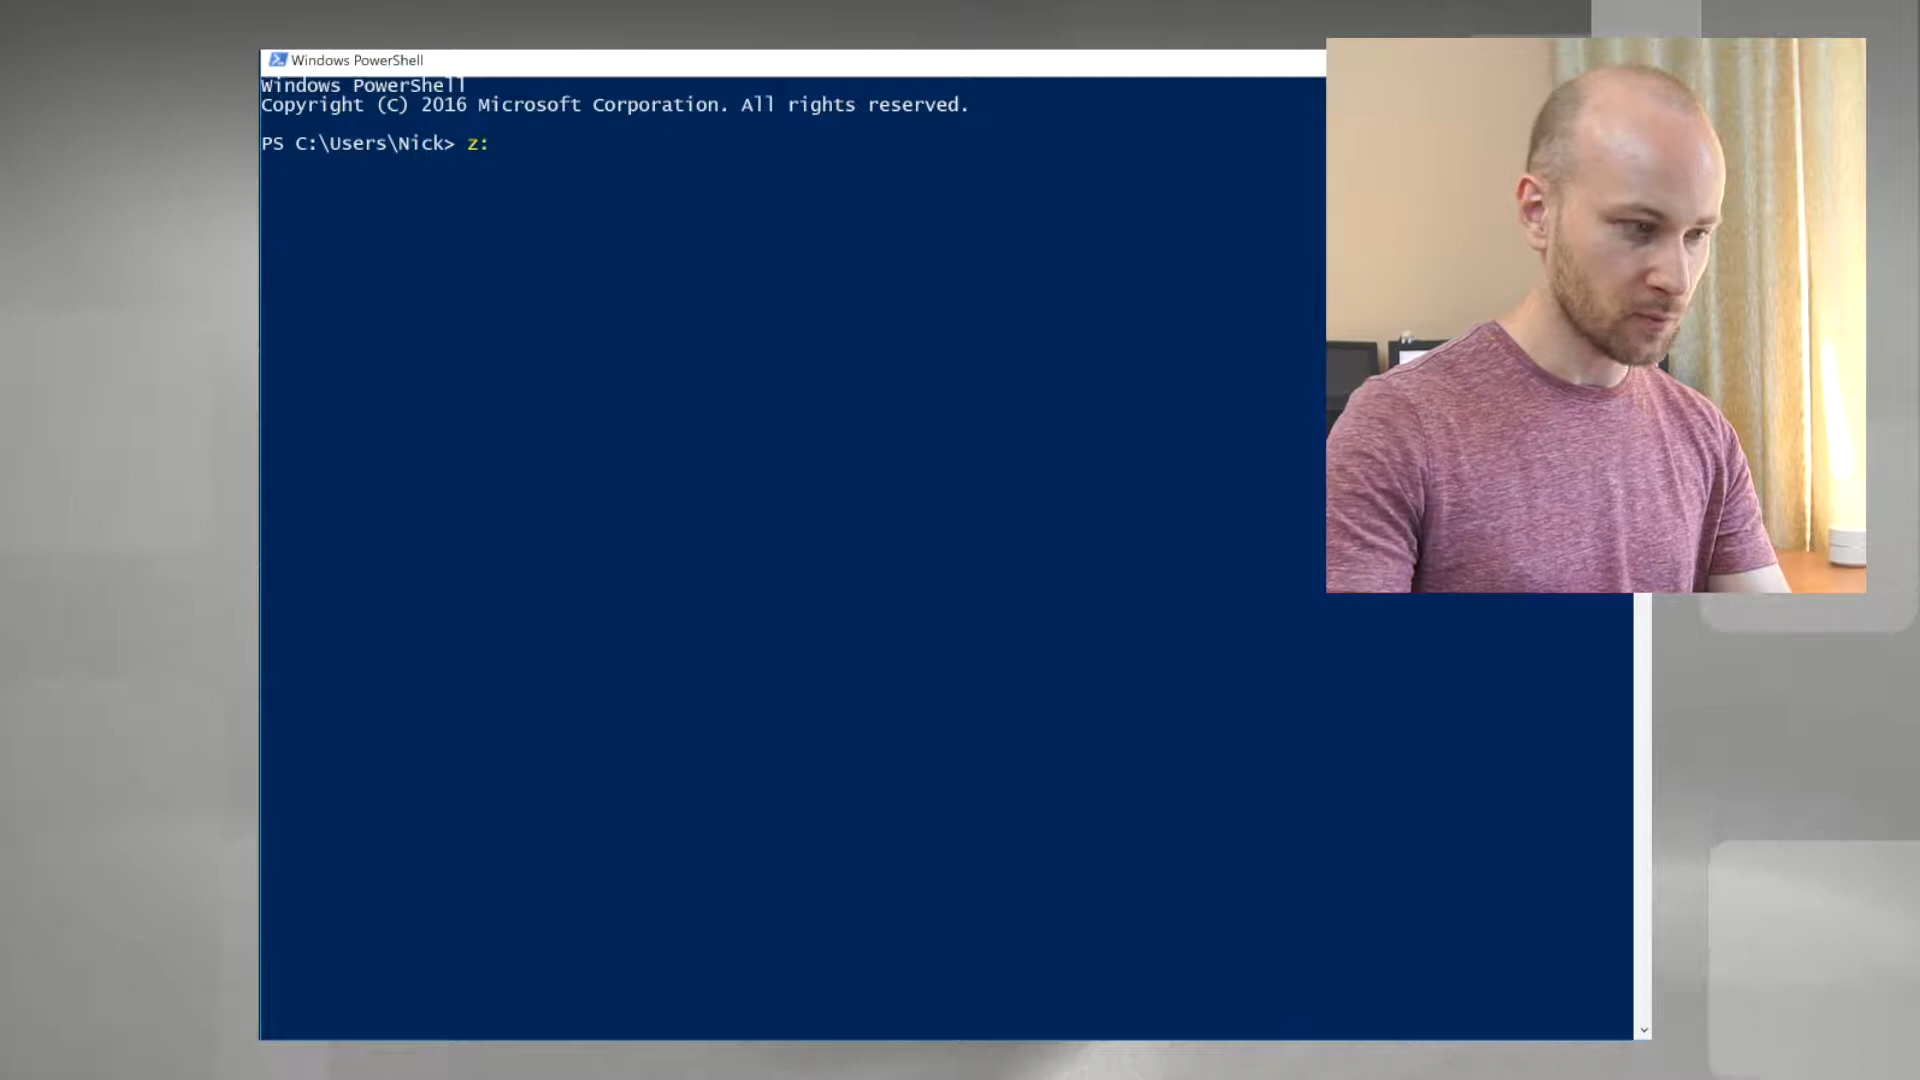 Windows PowerShell
Windows PowerShell
Copyright (C) 2016 Microsoft Corporation. All rights reserved.
PS C:\Users\Nick> z: